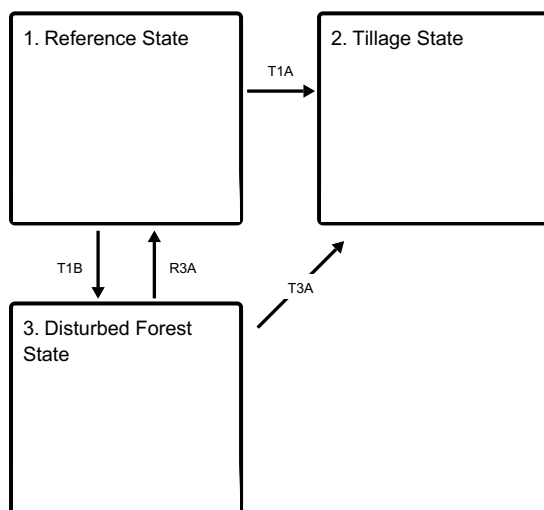 1. Reference State
2. Tillage State
T1A
T1B
R3A
T3A
3. Disturbed Forest
State